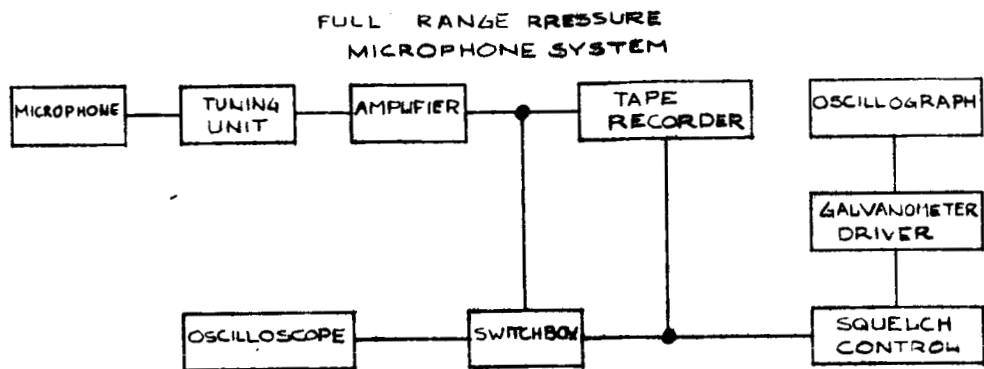 FULL RANGE RRESSURE
MICROPHONE SYSTEM
MICROPHONE
TUNING
UNIT
AMPLIFIER
TAPE
RECORDER
OSCILLOGRAPH
GALVANOMETER
DRIVER
OSCILLOSCOPE
SWITCHBOX
SQUELCH
CONTROL